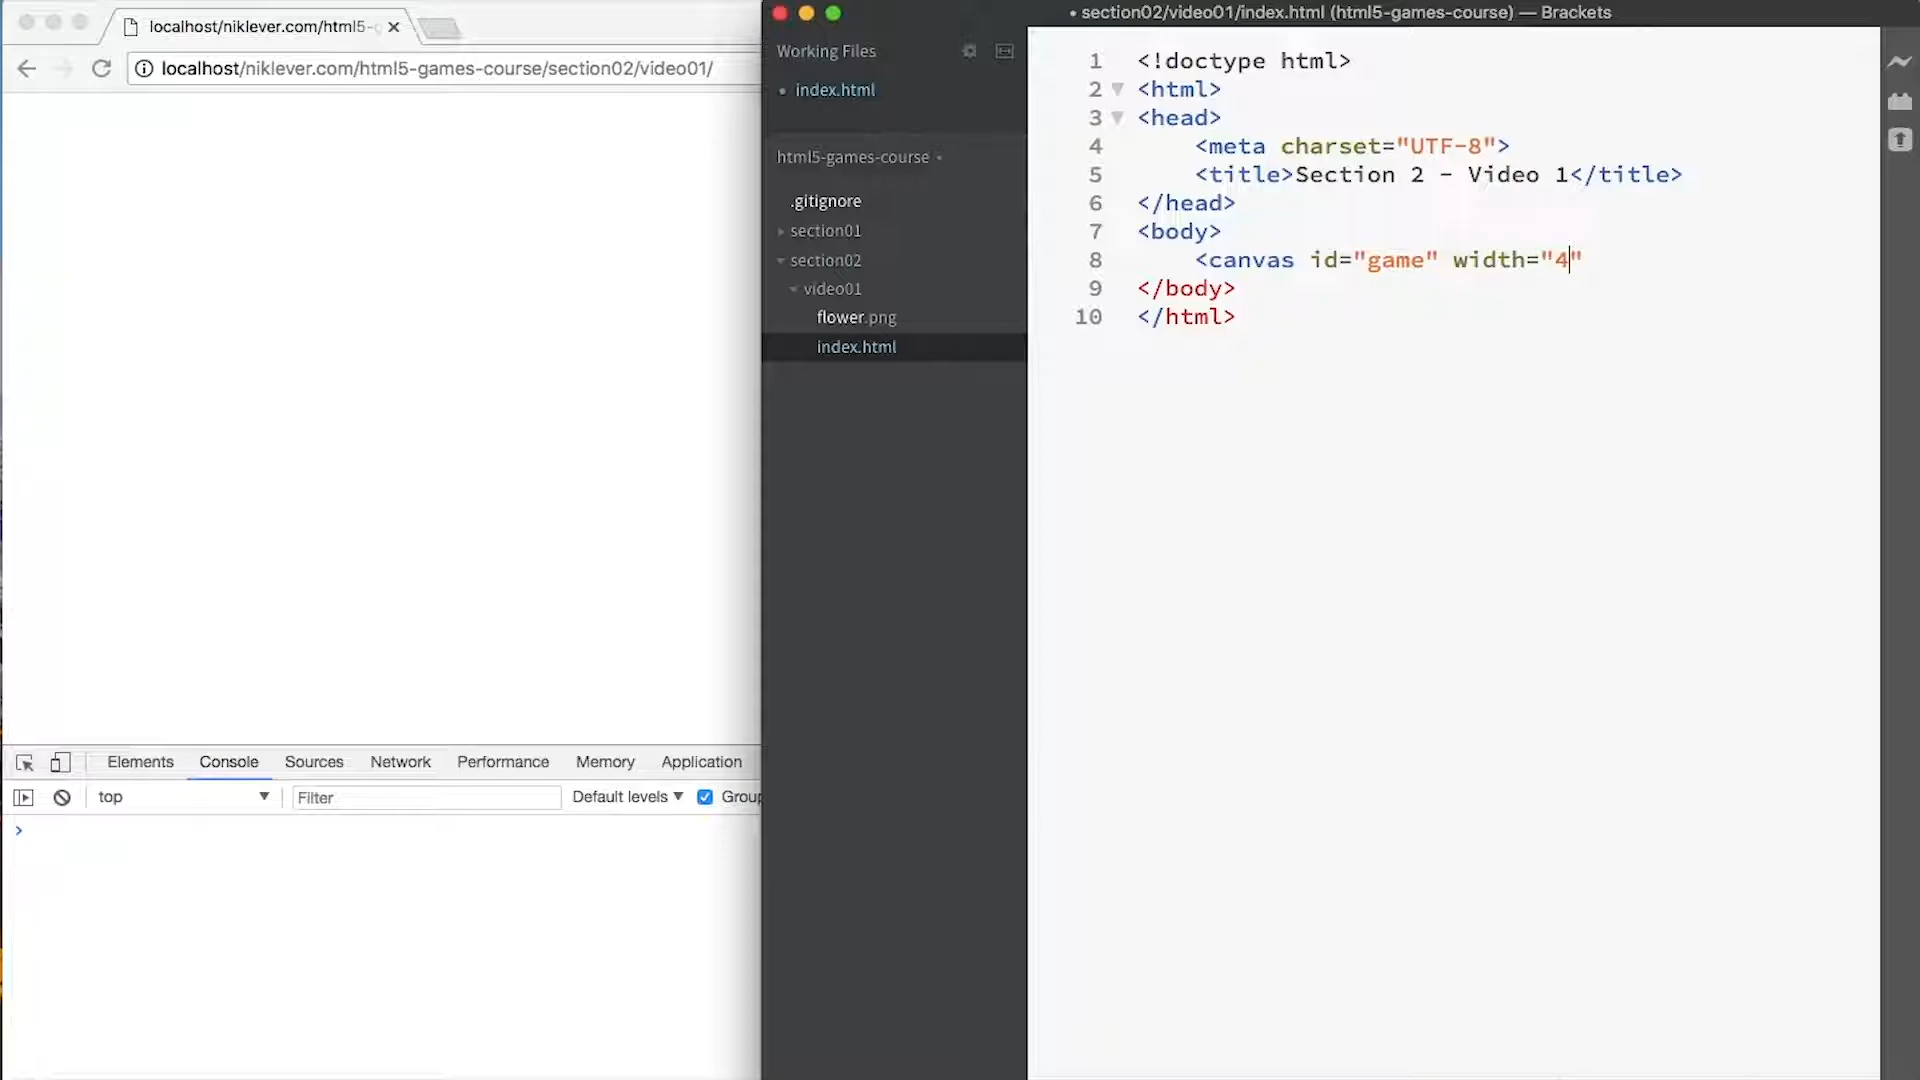 localhost/niklever.com/html5-g
localhost/niklever.com/html5-games-course/section02/video01/
Elements Console Sources Network Performance Memory Application
top Filter Default levels Group
• section02/video01/index.html (html5-games-course) — Brackets
Working Files
index.html
html5-games-course
.gitignore
section01
section02
video01
flower.png
index.html
1 <!doctype html>
2 <html>
3 <head>
4 <meta charset="UTF-8">
5 <title>Section 2 - Video 1</title>
6 </head>
7 <body>
8 <canvas id="game" width="4"
9 </body>
10 </html>